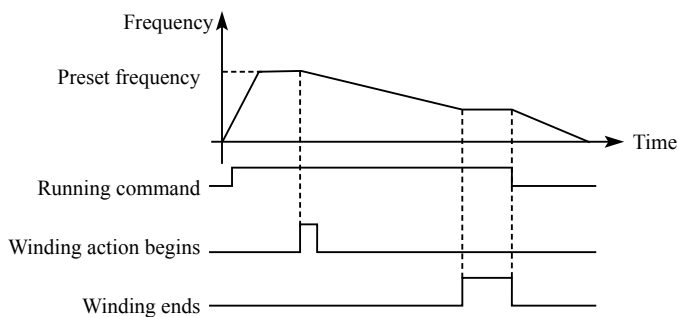 Frequency
Preset frequency
Time
Running command
Winding action begins
Winding ends